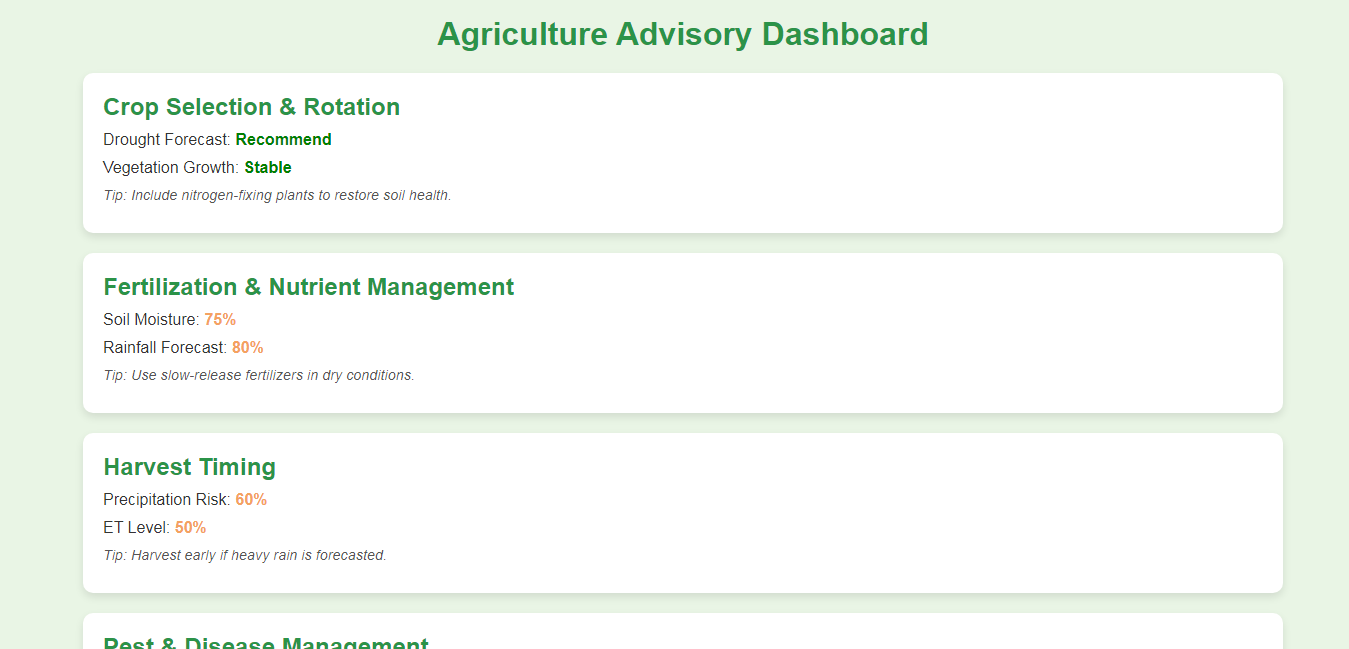 Agriculture Advisory Dashboard
Crop Selection & Rotation
Drought Forecast: Recommend
Vegetation Growth: Stable
Tip: Include nitrogen-fixing plants to restore soil health.
Fertilization & Nutrient Management
Soil Moisture: 75%
Rainfall Forecast: 80%
Tip: Use slow-release fertilizers in dry conditions.
Harvest Timing
Precipitation Risk: 60%
ET Level: 50%
Tip: Harvest early if heavy rain is forecasted.
Pest & Disease Management